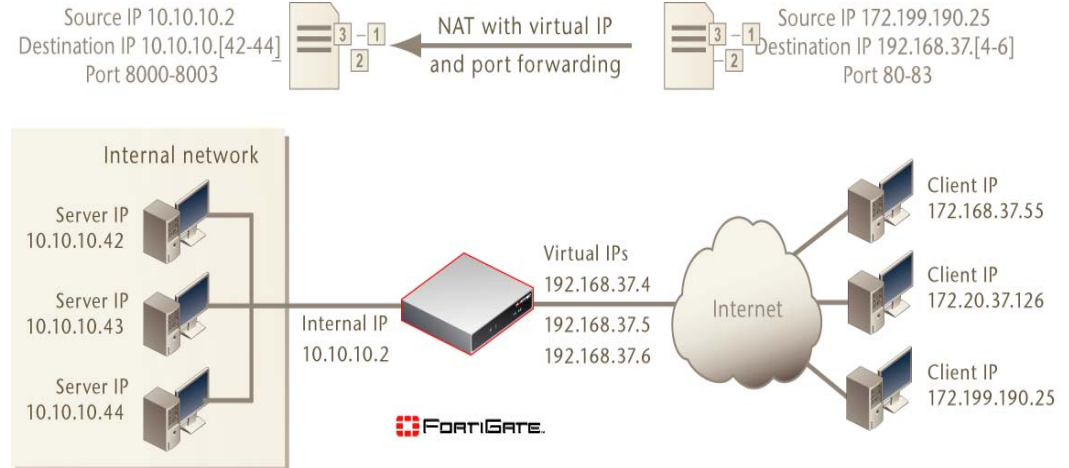 Source IP 10.10.10.2
Destination IP 10.10.10.[42-44]
Port 8000-8003
3
1
2
NAT with virtual IP
and port forwarding
3
1
2
Source IP 172.199.190.25
Destination IP 192.168.37.[4-6]
Port 80-83
Internal network
Server IP
10.10.10.42
Server IP
10.10.10.43
Server IP
10.10.10.44
Internal IP
10.10.10.2
Virtual IPs
192.168.37.4
192.168.37.5
192.168.37.6
FORTIGATE
Internet
Client IP
172.168.37.55
Client IP
172.20.37.126
Client IP
172.199.190.25